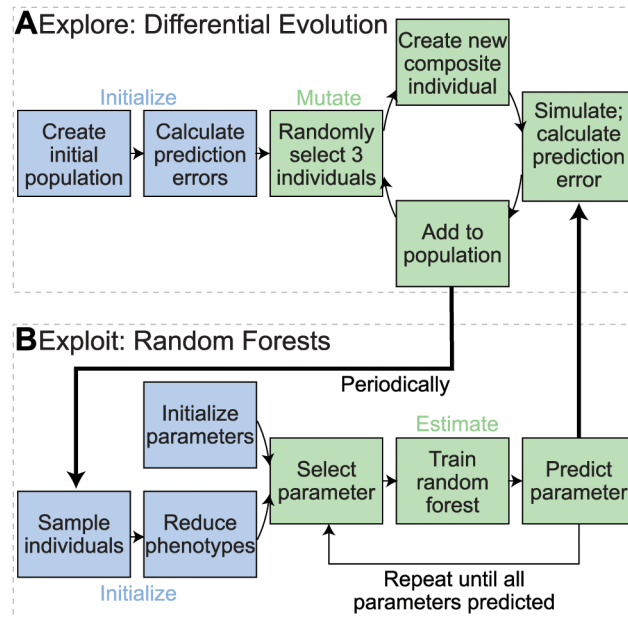 A Explore: Differential Evolution
Initialize
Mutate
Create
initial
population
Calculate
prediction
errors
Randomly
select 3
individuals
Create new
composite
individual
Simulate;
calculate
prediction
error
Add to
population
B Exploit: Random Forests
Periodically
Initialize
parameters
Estimate
Sample
individuals
Reduce
phenotypes
Select
parameter
Train
random
forest
Predict
parameter
Initialize
Repeat until all
parameters predicted